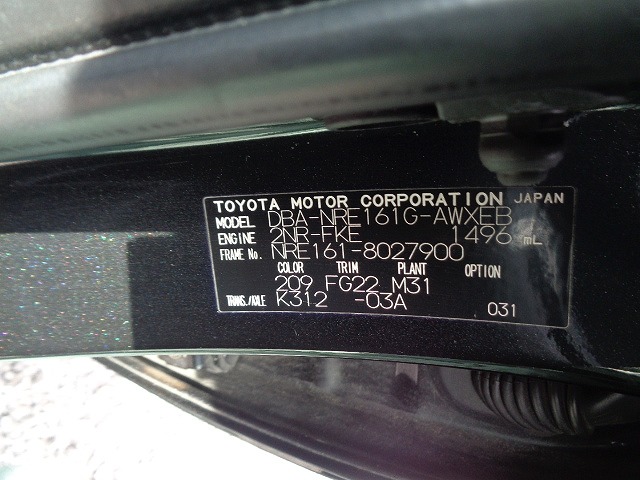 TOYOTA MOTOR CORPORATION JAPAN
MODEL DBA-NRE161G-AWXEB
ENGINE 2NR-FKE 1496 mL
FRAME No. NRE161-8027900
COLOR TRIM PLANT OPTION
209 FG22 M31
TRANS./AXLE K312 -03A 031